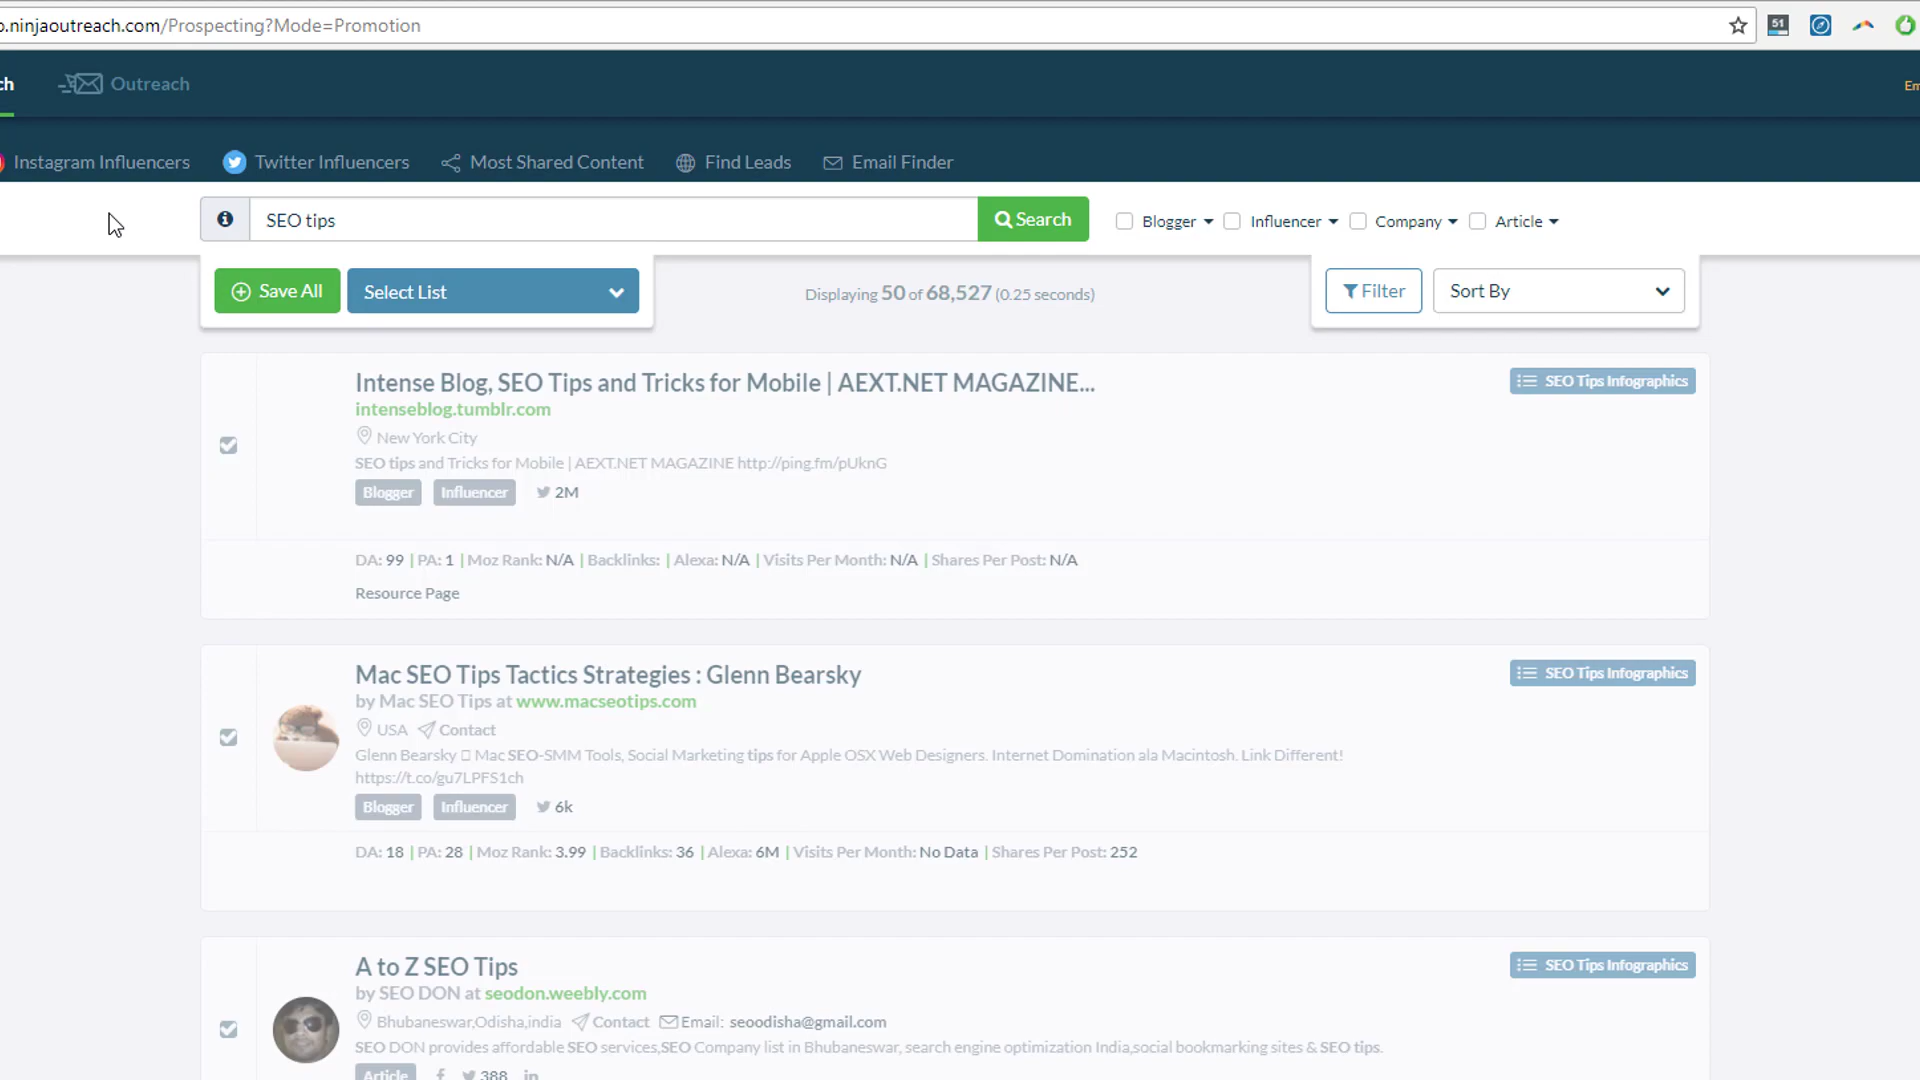 o.ninjaoutreach.com/Prospecting?Mode=Promotion
51
ch Outreach
Em
Instagram Influencers Twitter Influencers Most Shared Content Find Leads Email Finder
SEO tips Search Blogger Influencer Company Article
Save All Select List Displaying 50 of 68,527 (0.25 seconds) Filter Sort By
Intense Blog, SEO Tips and Tricks for Mobile | AEXT.NET MAGAZINE... SEO Tips Infographics
intenseblog.tumblr.com
New York City
SEO tips and Tricks for Mobile | AEXT.NET MAGAZINE http://ping.fm/pUknG
Blogger Influencer 2M
DA: 99 | PA: 1 | Moz Rank: N/A | Backlinks: | Alexa: N/A | Visits Per Month: N/A | Shares Per Post: N/A
Resource Page
Mac SEO Tips Tactics Strategies : Glenn Bearsky SEO Tips Infographics
by Mac SEO Tips at www.macseotips.com
USA Contact
Glenn Bearsky ▯ Mac SEO-SMM Tools, Social Marketing tips for Apple OSX Web Designers. Internet Domination ala Macintosh. Link Different!
https://t.co/gu7LPFS1ch
Blogger Influencer 6k
DA: 18 | PA: 28 | Moz Rank: 3.99 | Backlinks: 36 | Alexa: 6M | Visits Per Month: No Data | Shares Per Post: 252
A to Z SEO Tips SEO Tips Infographics
by SEO DON at seodon.weebly.com
Bhubaneswar,Odisha,india Contact Email: seoodisha@gmail.com
SEO DON provides affordable SEO services,SEO Company list in Bhubaneswar, search engine optimization India,social bookmarking sites & SEO tips.
Article 388